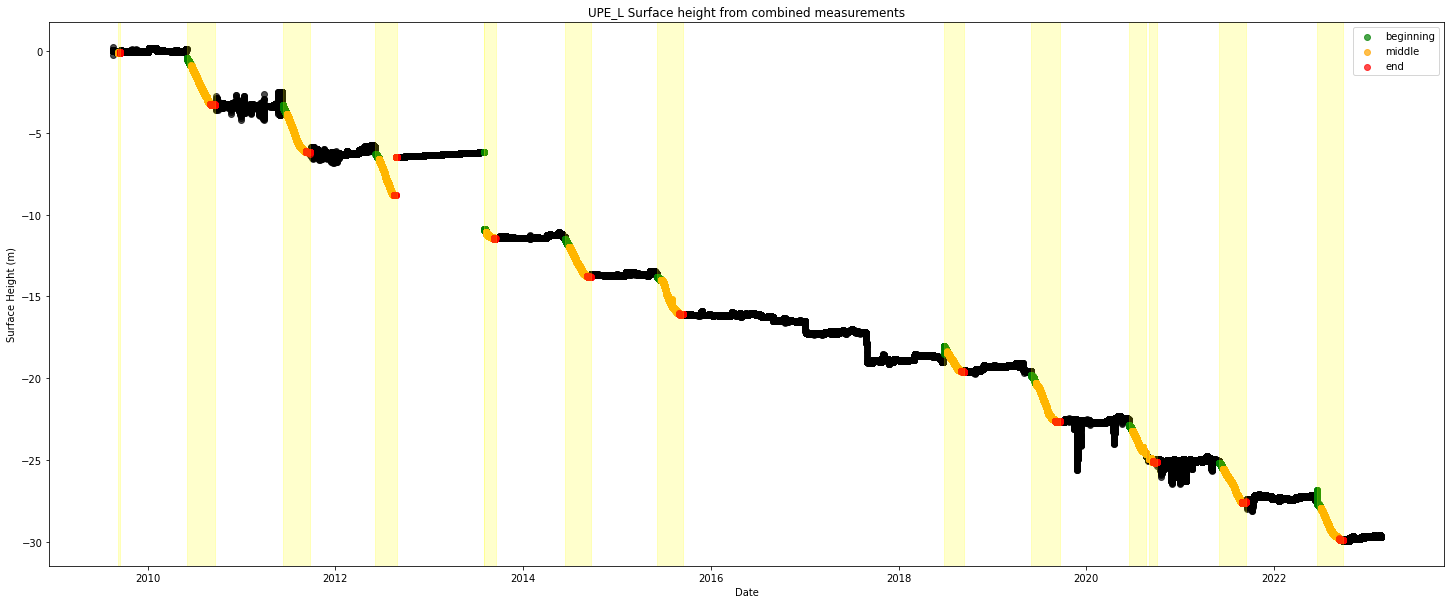 UPE_L Surface height from combined measurements
beginning
middle
end
0
−5
−10
−15
−20
−25
−30
Surface Height (m)
2010
2012
2014
2016
2018
2020
2022
Date